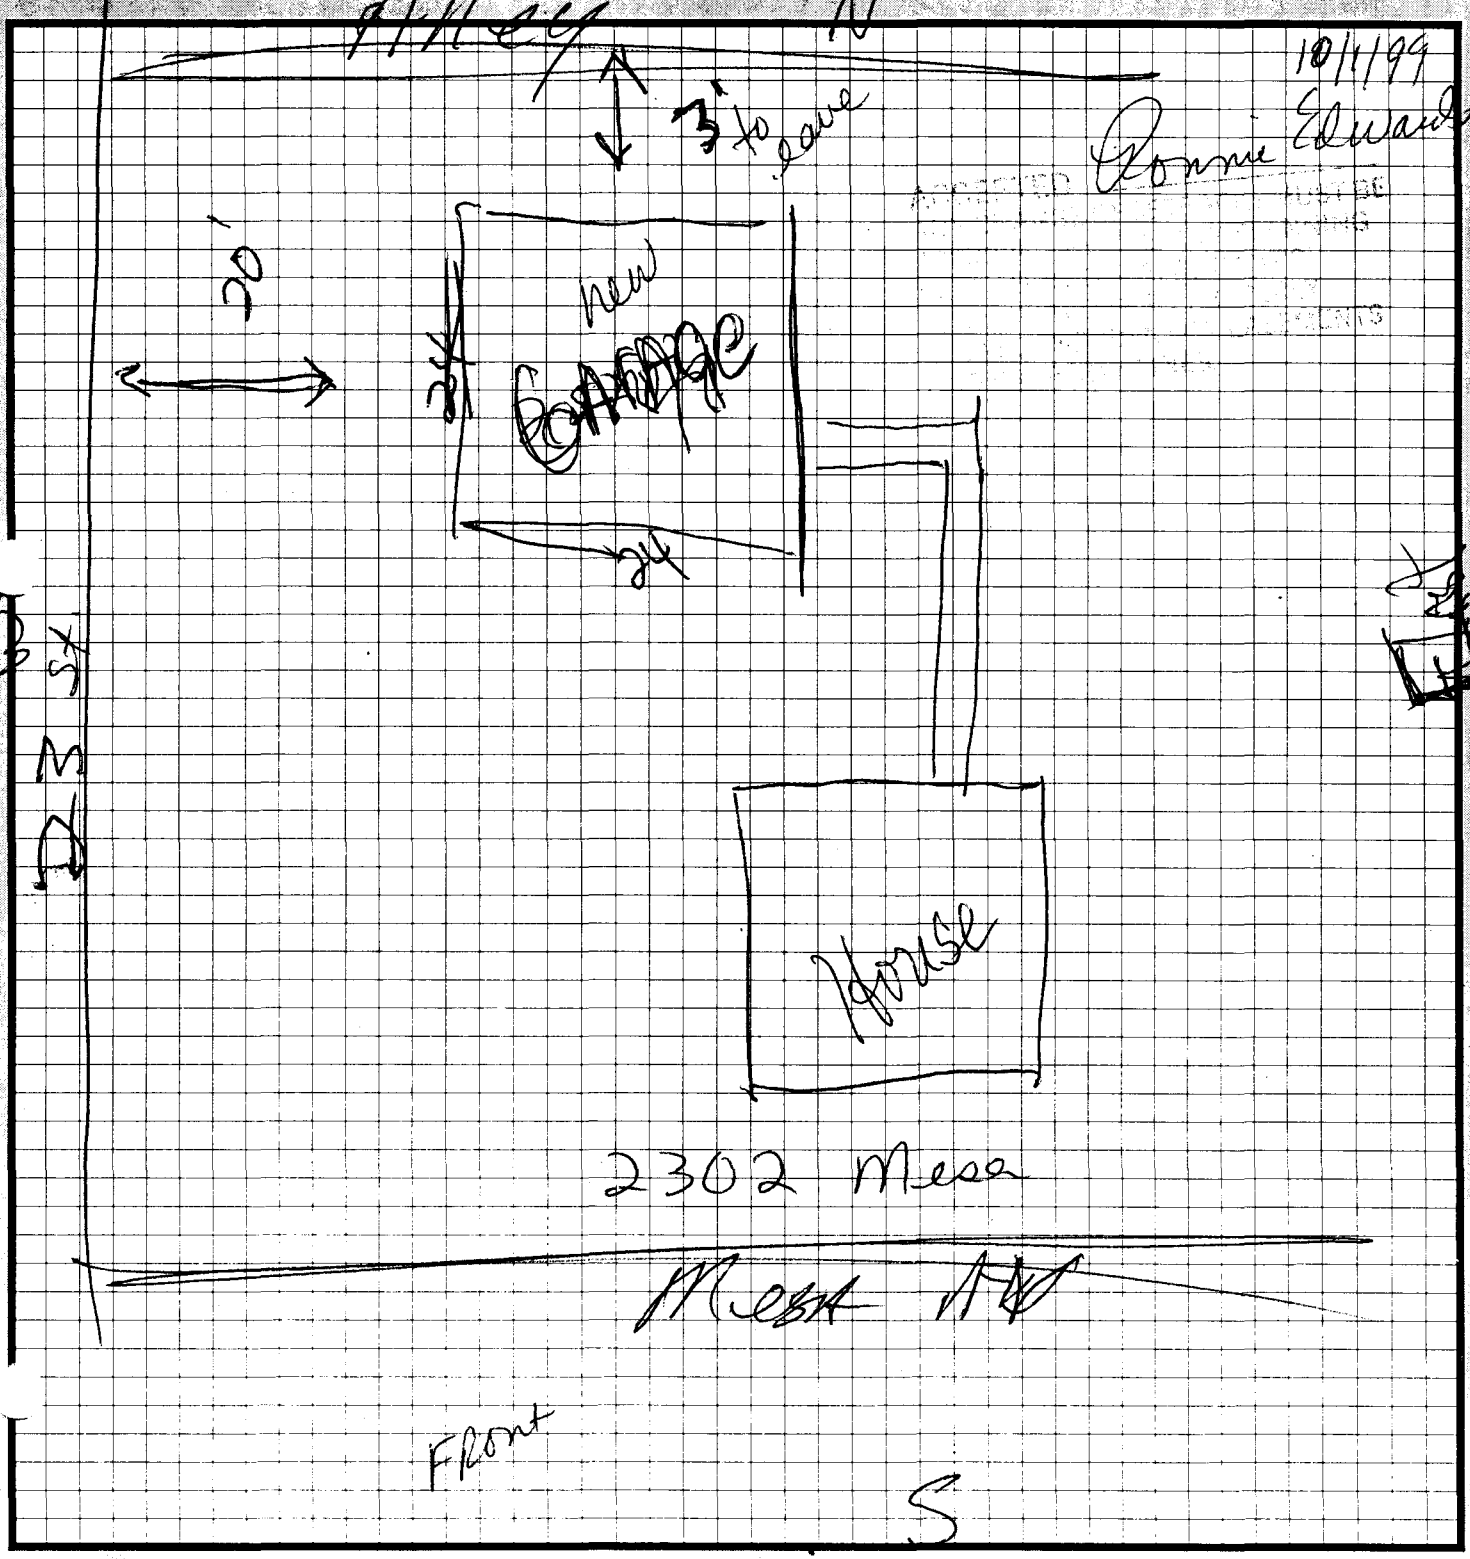 Alley N
10/1/99
3' to eave
Ronnie Edwards
ACCEPTED
20'
new
GARAGE
24
24
St.
House
2302 Mesa
Mesa AV
FRont
S